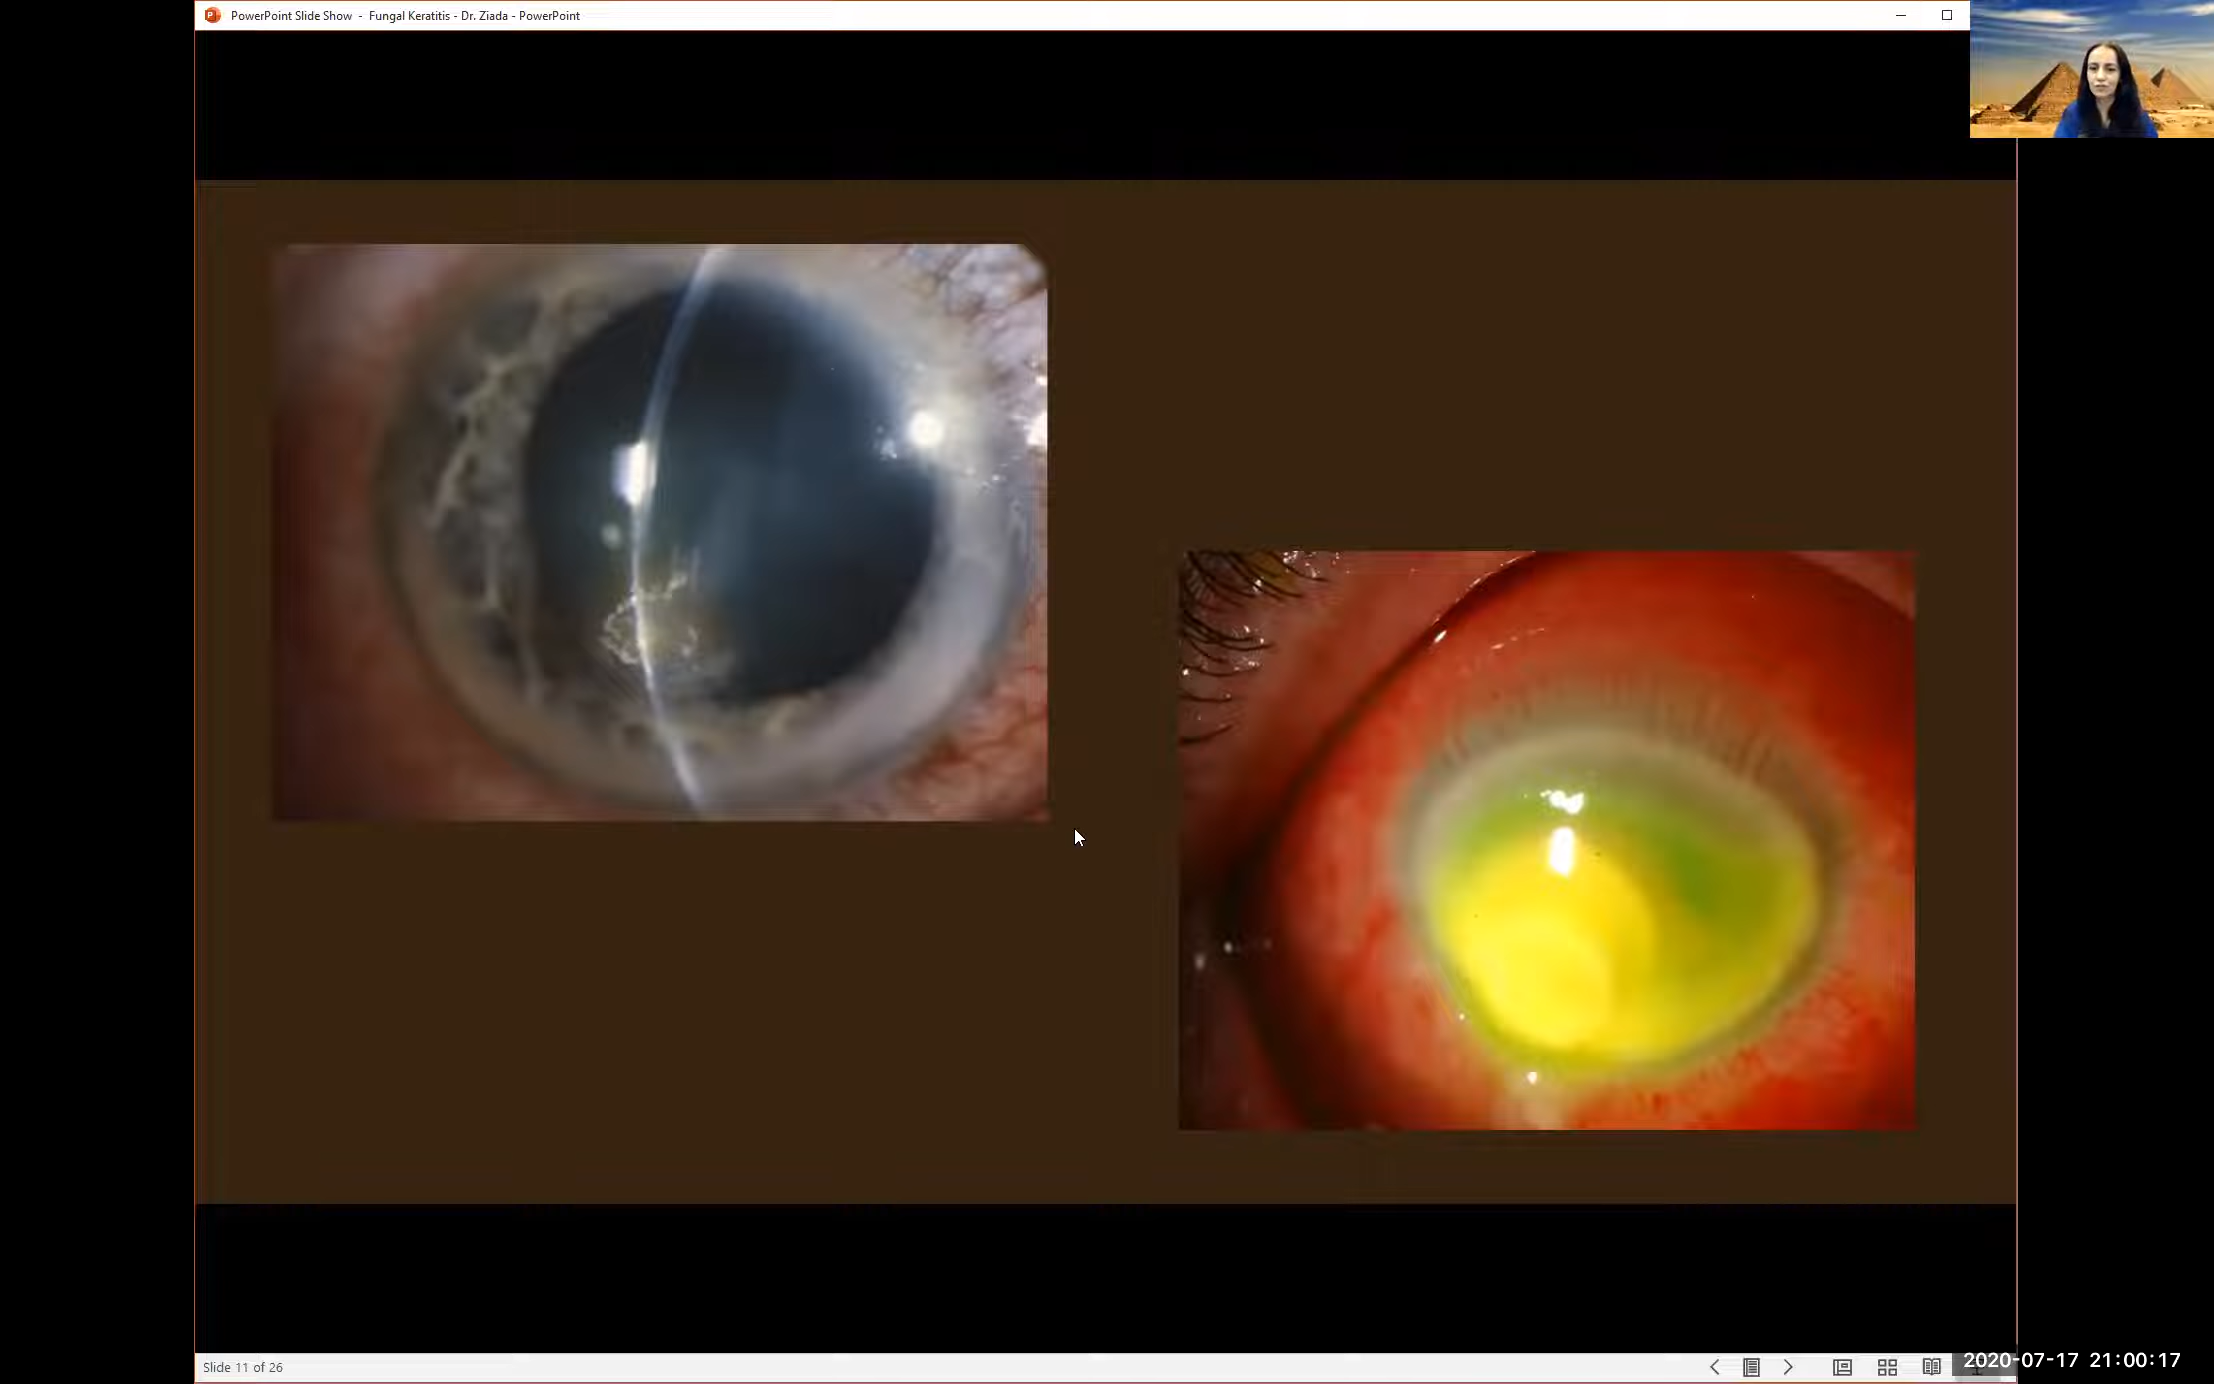 PowerPoint Slide Show - Fungal Keratitis - Dr. Ziada - PowerPoint
Slide 11 of 26
2020-07-17 21:00:17